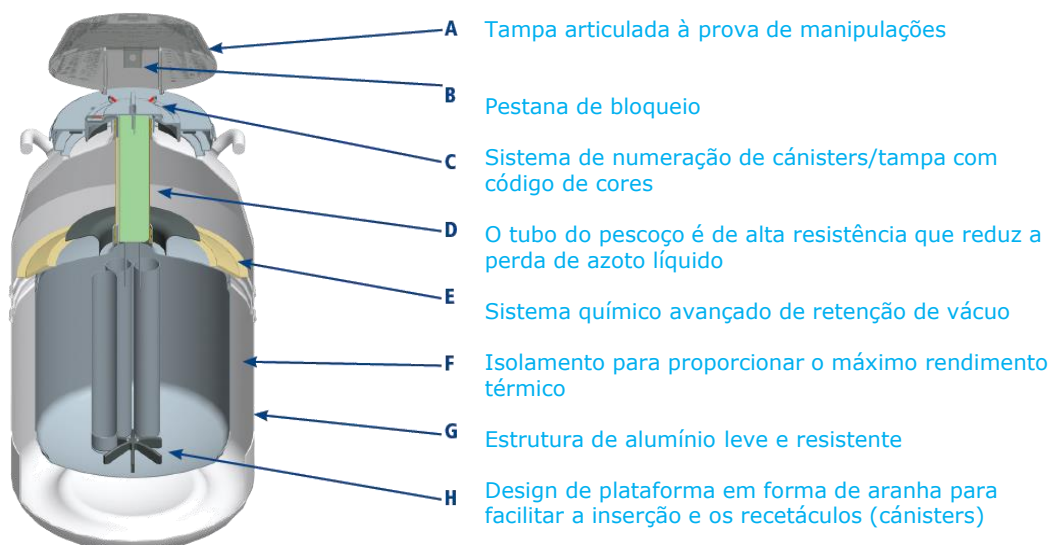 A Tampa articulada à prova de manipulações
B
Pestana de bloqueio
C Sistema de numeração de cánisters/tampa com
código de cores
D O tubo do pescoço é de alta resistência que reduz a
perda de azoto líquido
E
Sistema químico avançado de retenção de vácuo
F Isolamento para proporcionar o máximo rendimento
térmico
G
Estrutura de alumínio leve e resistente
H Design de plataforma em forma de aranha para
facilitar a inserção e os recetáculos (cánisters)